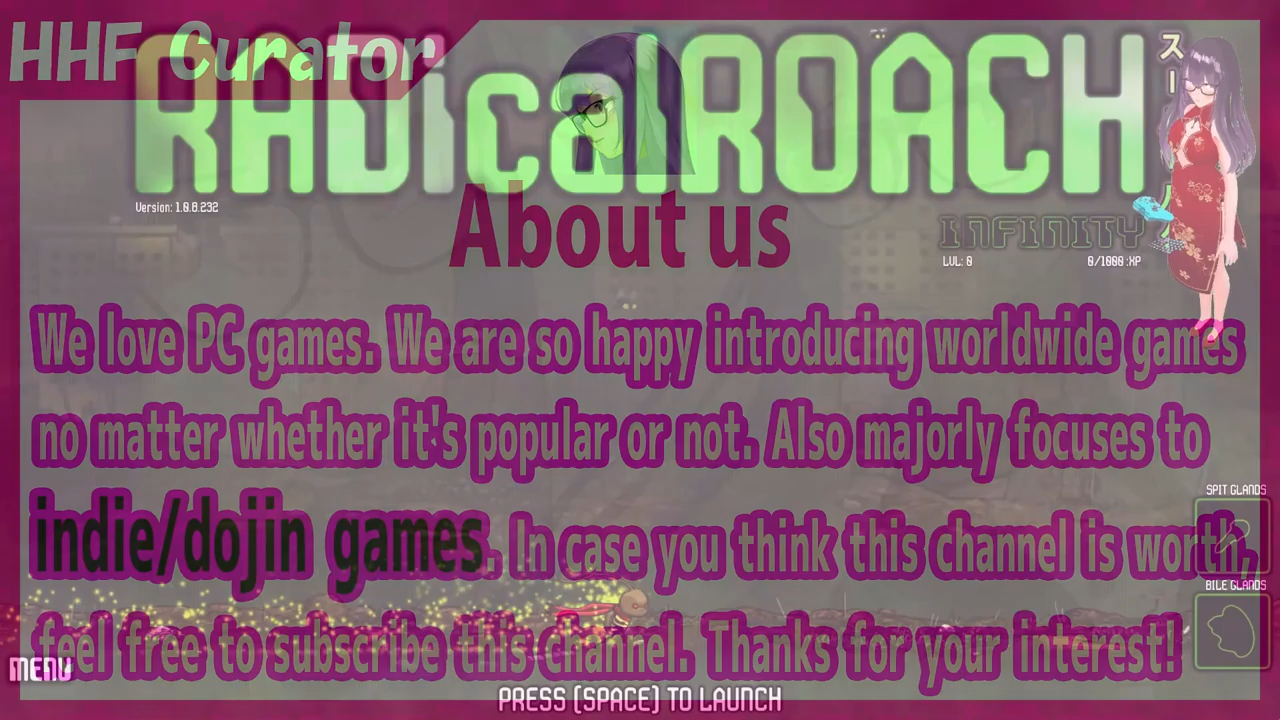 HHF Curator
RADicalROACH
Version: 1.0.6.232
INFINITY
LVL: 0 0/1000 :XP
About us
We love PC games. We are so happy introducing worldwide games
no matter whether it's popular or not. Also majorly focuses to
indie/dojin games. In case you think this channel is worth,
feel free to subscribe this channel. Thanks for your interest!
SPIT GLANDS
BILE GLANDS
MENU
PRESS [SPACE] TO LAUNCH